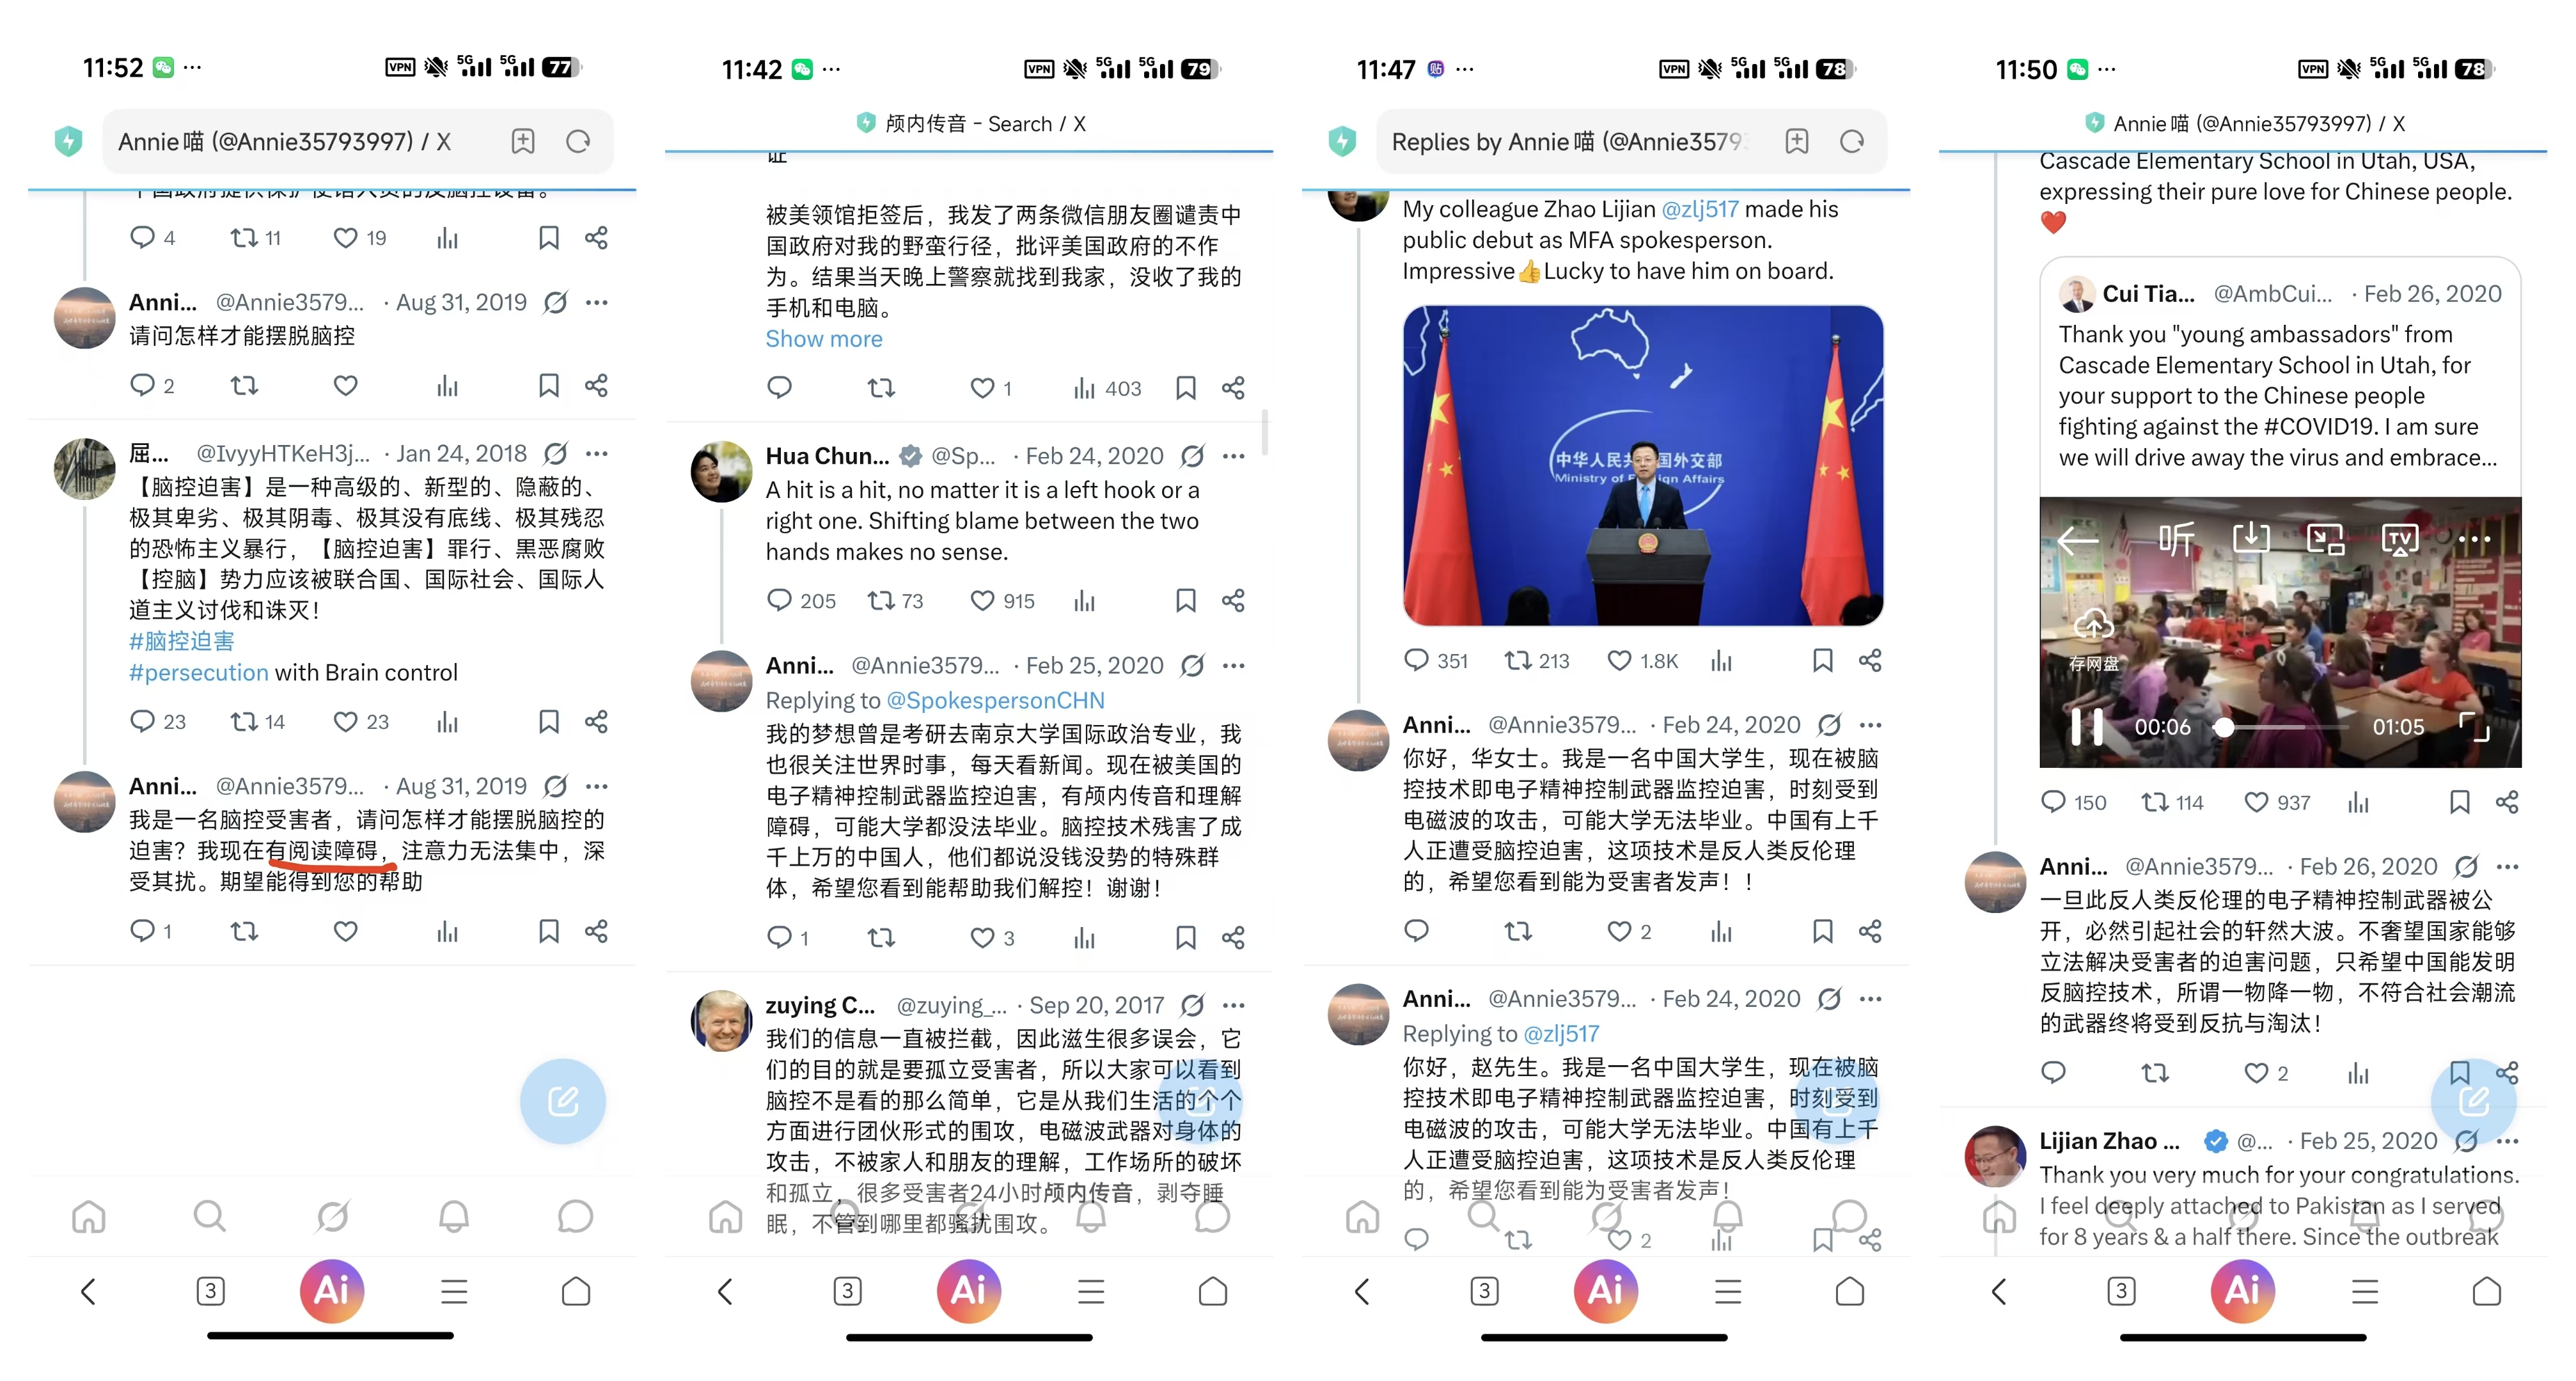 11:52
VPN 5G 5G 77
Annie喵 (@Annie35793997) / X
4 11 19
Anni... @Annie3579... · Aug 31, 2019
请问怎样才能摆脱脑控
2
屈... @IvyyHTKeH3j... · Jan 24, 2018
【脑控迫害】是一种高级的、新型的、隐蔽的、
极其卑劣、极其阴毒、极其没有底线、极其残忍
的恐怖主义暴行，【脑控迫害】罪行、黑恶腐败
【控脑】势力应该被联合国、国际社会、国际人
道主义讨伐和诛灭！
#脑控迫害
#persecution with Brain control
23 14 23
Anni... @Annie3579... · Aug 31, 2019
我是一名脑控受害者，请问怎样才能摆脱脑控的
迫害？我现在有阅读障碍，注意力无法集中，深
受其扰。期望能得到您的帮助
1
3
Ai
11:42
VPN 5G 5G 79
颅内传音 - Search / X
证
被美领馆拒签后，我发了两条微信朋友圈谴责中
国政府对我的野蛮行径，批评美国政府的不作
为。结果当天晚上警察就找到我家，没收了我的
手机和电脑。
Show more
1 403
Hua Chun... @Sp... · Feb 24, 2020
A hit is a hit, no matter it is a left hook or a
right one. Shifting blame between the two
hands makes no sense.
205 73 915
Anni... @Annie3579... · Feb 25, 2020
Replying to @SpokespersonCHN
我的梦想曾是考研去南京大学国际政治专业，我
也很关注世界时事，每天看新闻。现在被美国的
电子精神控制武器监控迫害，有颅内传音和理解
障碍，可能大学都没法毕业。脑控技术残害了成
千上万的中国人，他们都说没钱没势的特殊群
体，希望您看到能帮助我们解控！谢谢！
1 3
zuying C... @zuying_... · Sep 20, 2017
我们的信息一直被拦截，因此滋生很多误会，它
们的目的就是要孤立受害者，所以大家可以看到
脑控不是看的那么简单，它是从我们生活的个个
方面进行团伙形式的围攻，电磁波武器对身体的
攻击，不被家人和朋友的理解，工作场所的破坏
和孤立，很多受害者24小时颅内传音，剥夺睡
眠，不管到哪里都骚扰围攻。
3
Ai
11:47
VPN 5G 5G 78
Replies by Annie喵 (@Annie3579
My colleague Zhao Lijian @zlj517 made his
public debut as MFA spokesperson.
Impressive👍Lucky to have him on board.
中华人民共 国外交部
Ministry of F ign Affairs
351 213 1.8K
Anni... @Annie3579... · Feb 24, 2020
你好，华女士。我是一名中国大学生，现在被脑
控技术即电子精神控制武器监控迫害，时刻受到
电磁波的攻击，可能大学无法毕业。中国有上千
人正遭受脑控迫害，这项技术是反人类反伦理
的，希望您看到能为受害者发声！！
2
Anni... @Annie3579... · Feb 24, 2020
Replying to @zlj517
你好，赵先生。我是一名中国大学生，现在被脑
控技术即电子精神控制武器监控迫害，时刻受到
电磁波的攻击，可能大学无法毕业。中国有上千
人正遭受脑控迫害，这项技术是反人类反伦理
的，希望您看到能为受害者发声！
2
3
Ai
11:50
VPN 5G 5G 78
Annie喵 (@Annie35793997) / X
Cascade Elementary School in Utah, USA,
expressing their pure love for Chinese people.
❤️
Cui Tia... @AmbCui... · Feb 26, 2020
Thank you "young ambassadors" from
Cascade Elementary School in Utah, for
your support to the Chinese people
fighting against the #COVID19. I am sure
we will drive away the virus and embrace...
听 TV
存网盘
00:06 01:05
150 114 937
Anni... @Annie3579... · Feb 26, 2020
一旦此反人类反伦理的电子精神控制武器被公
开，必然引起社会的轩然大波。不奢望国家能够
立法解决受害者的迫害问题，只希望中国能发明
反脑控技术，所谓一物降一物，不符合社会潮流
的武器终将受到反抗与淘汰！
2
Lijian Zhao ... @... · Feb 25, 2020
Thank you very much for your congratulations.
I feel deeply attached to Pakistan as I served
for 8 years & a half there. Since the outbreak
3
Ai